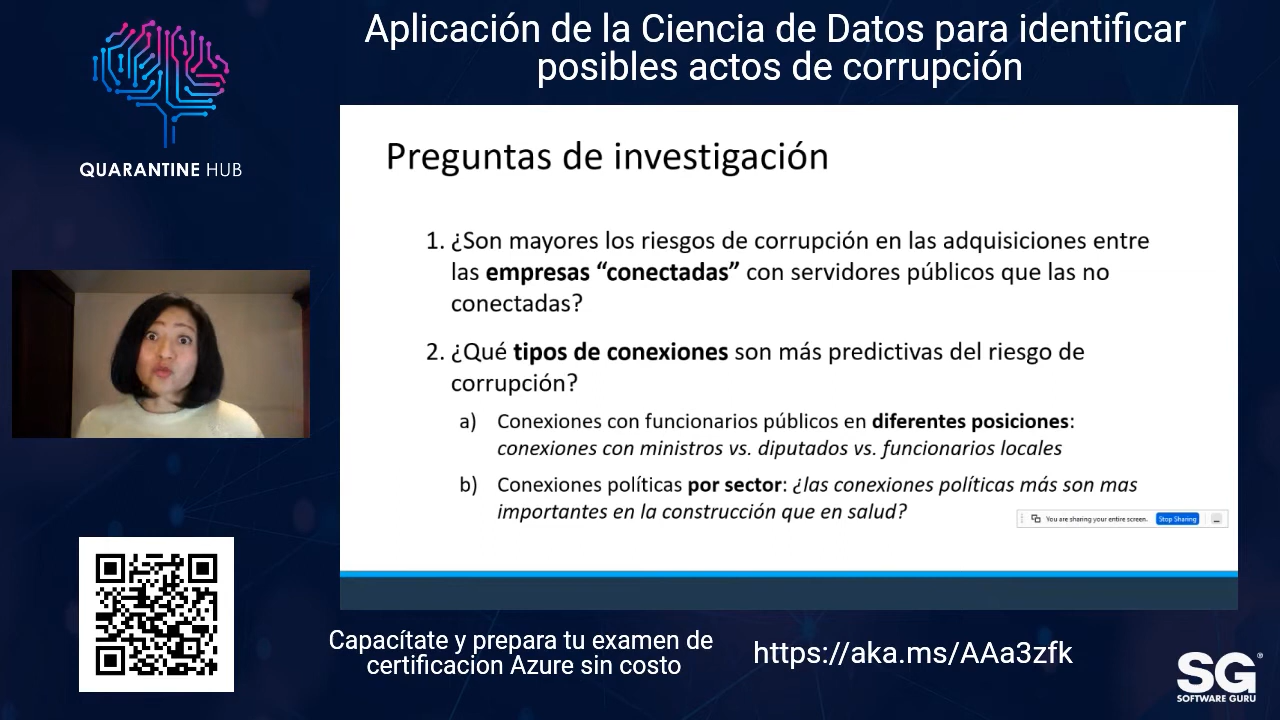 Aplicación de la Ciencia de Datos para identificar
posibles actos de corrupción
QUARANTINE HUB
Preguntas de investigación
1. ¿Son mayores los riesgos de corrupción en las adquisiciones entre
las empresas “conectadas” con servidores públicos que las no
conectadas?
2. ¿Qué tipos de conexiones son más predictivas del riesgo de
corrupción?
a) Conexiones con funcionarios públicos en diferentes posiciones:
conexiones con ministros vs. diputados vs. funcionarios locales
b) Conexiones políticas por sector: ¿las conexiones políticas más son mas
importantes en la construcción que en salud?
You are sharing your entire screen. Stop Sharing
Capacítate y prepara tu examen de
certificacion Azure sin costo
https://aka.ms/AAa3zfk
SG®
SOFTWARE GURU